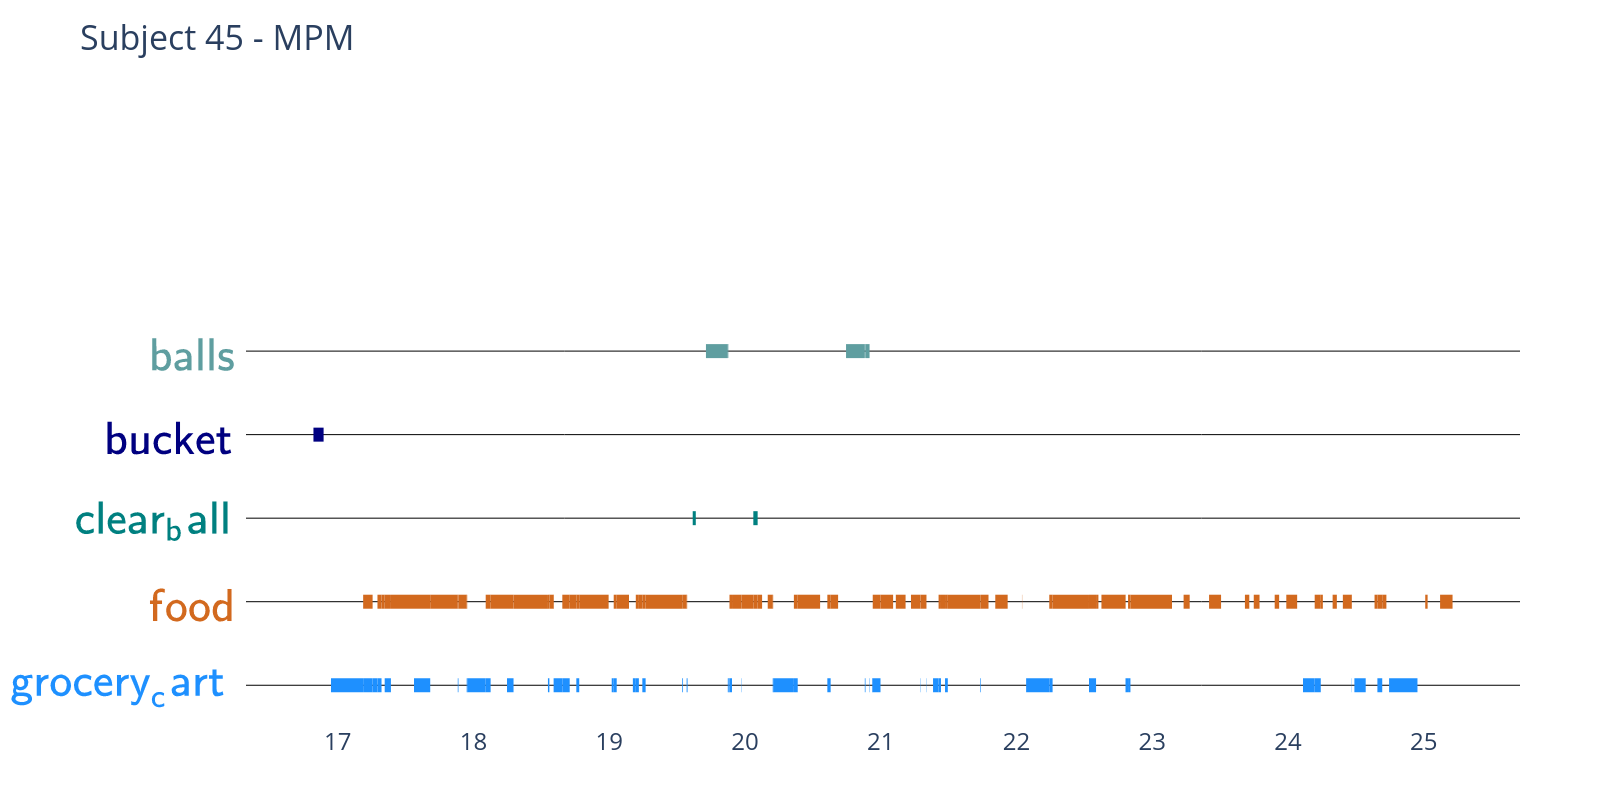 Subject 45 - MPM
balls
bucket
clear_ball
food
grocery_cart
17 18 19 20 21 22 23 24 25